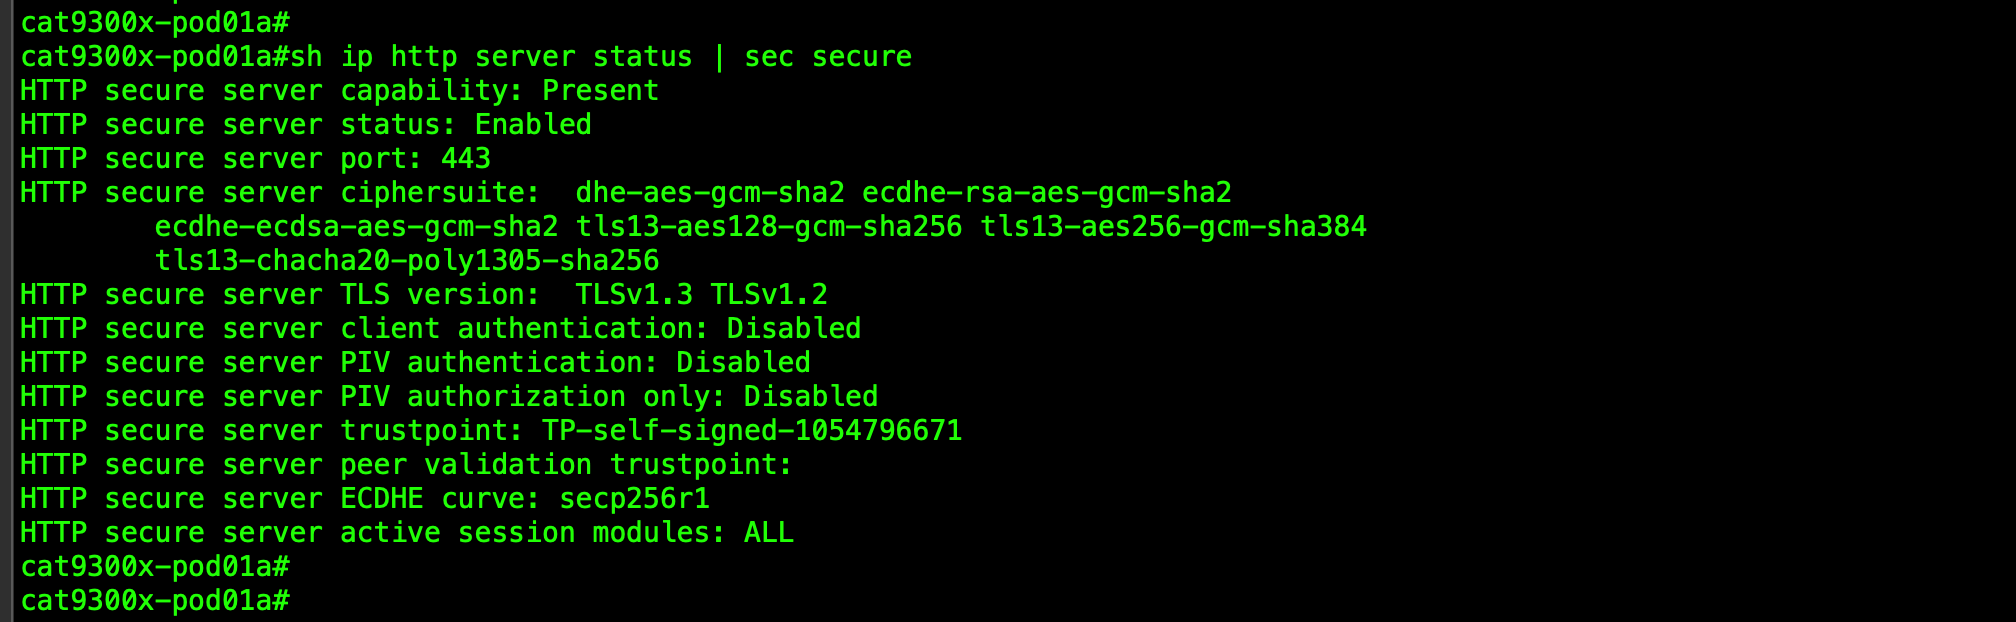 cat9300x-pod01a#
cat9300x-pod01a#sh ip http server status | sec secure
HTTP secure server capability: Present
HTTP secure server status: Enabled
HTTP secure server port: 443
HTTP secure server ciphersuite:  dhe-aes-gcm-sha2 ecdhe-rsa-aes-gcm-sha2
        ecdhe-ecdsa-aes-gcm-sha2 tls13-aes128-gcm-sha256 tls13-aes256-gcm-sha384
        tls13-chacha20-poly1305-sha256
HTTP secure server TLS version:  TLSv1.3 TLSv1.2
HTTP secure server client authentication: Disabled
HTTP secure server PIV authentication: Disabled
HTTP secure server PIV authorization only: Disabled
HTTP secure server trustpoint: TP-self-signed-1054796671
HTTP secure server peer validation trustpoint:
HTTP secure server ECDHE curve: secp256r1
HTTP secure server active session modules: ALL
cat9300x-pod01a#
cat9300x-pod01a#